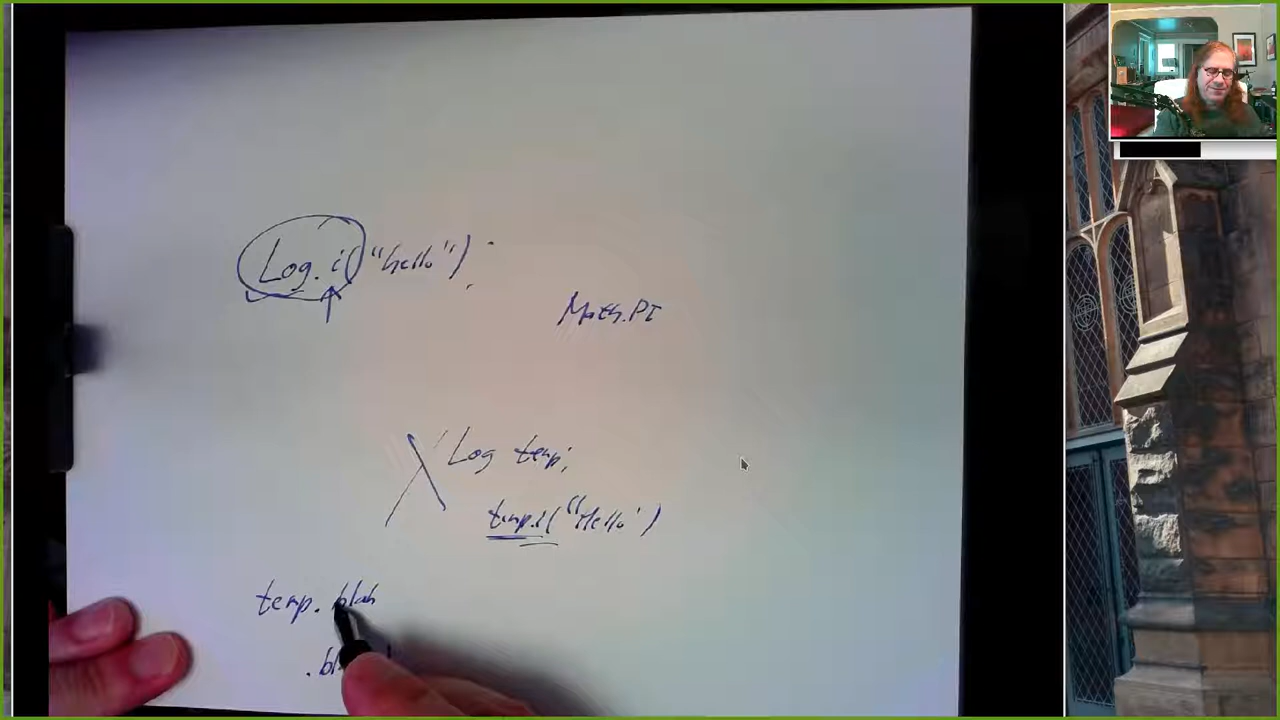 Log.i("hello");
Math.PI
Log temp;
temp.i("Hello")
temp. blah